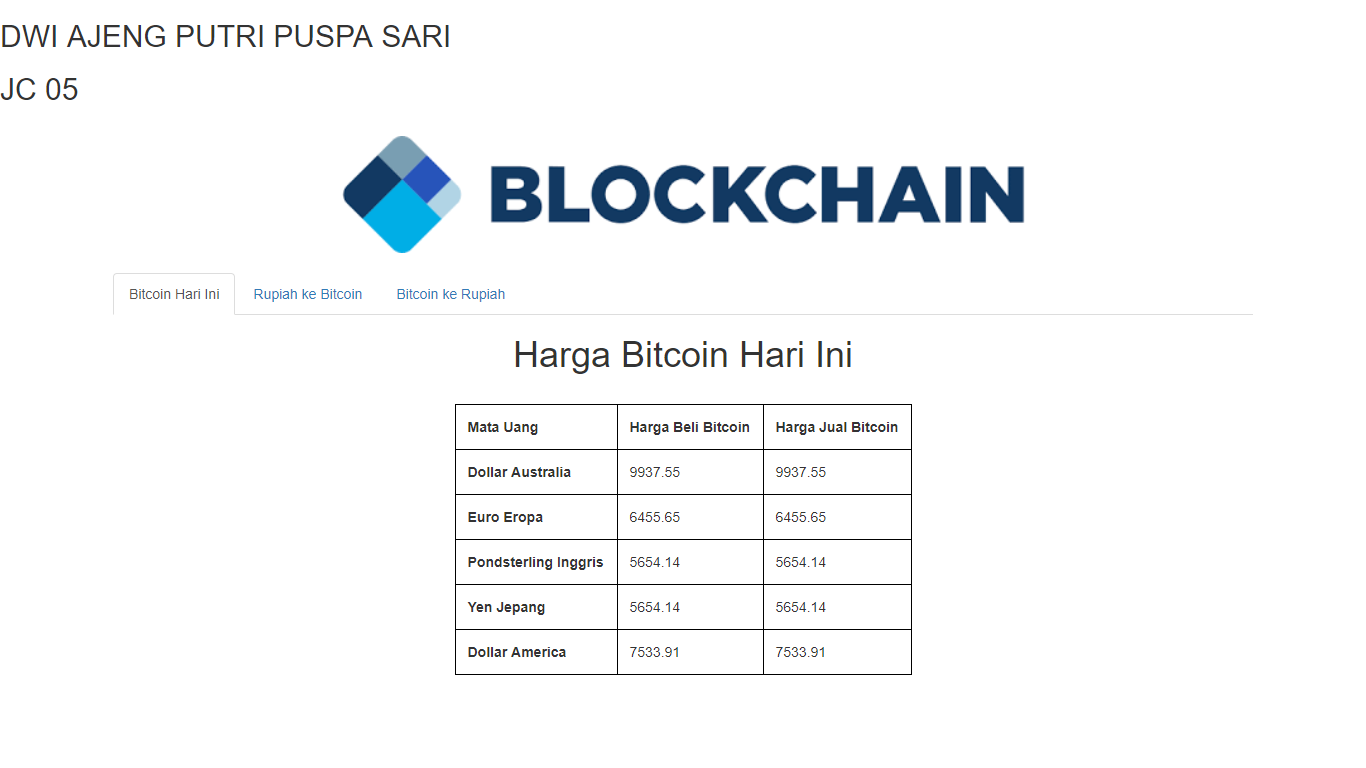 DWI AJENG PUTRI PUSPA SARI
JC 05
BLOCKCHAIN
Bitcoin Hari Ini Rupiah ke Bitcoin Bitcoin ke Rupiah
Harga Bitcoin Hari Ini
Mata Uang Harga Beli Bitcoin Harga Jual Bitcoin
Dollar Australia 9937.55 9937.55
Euro Eropa 6455.65 6455.65
Pondsterling Inggris 5654.14 5654.14
Yen Jepang 5654.14 5654.14
Dollar America 7533.91 7533.91